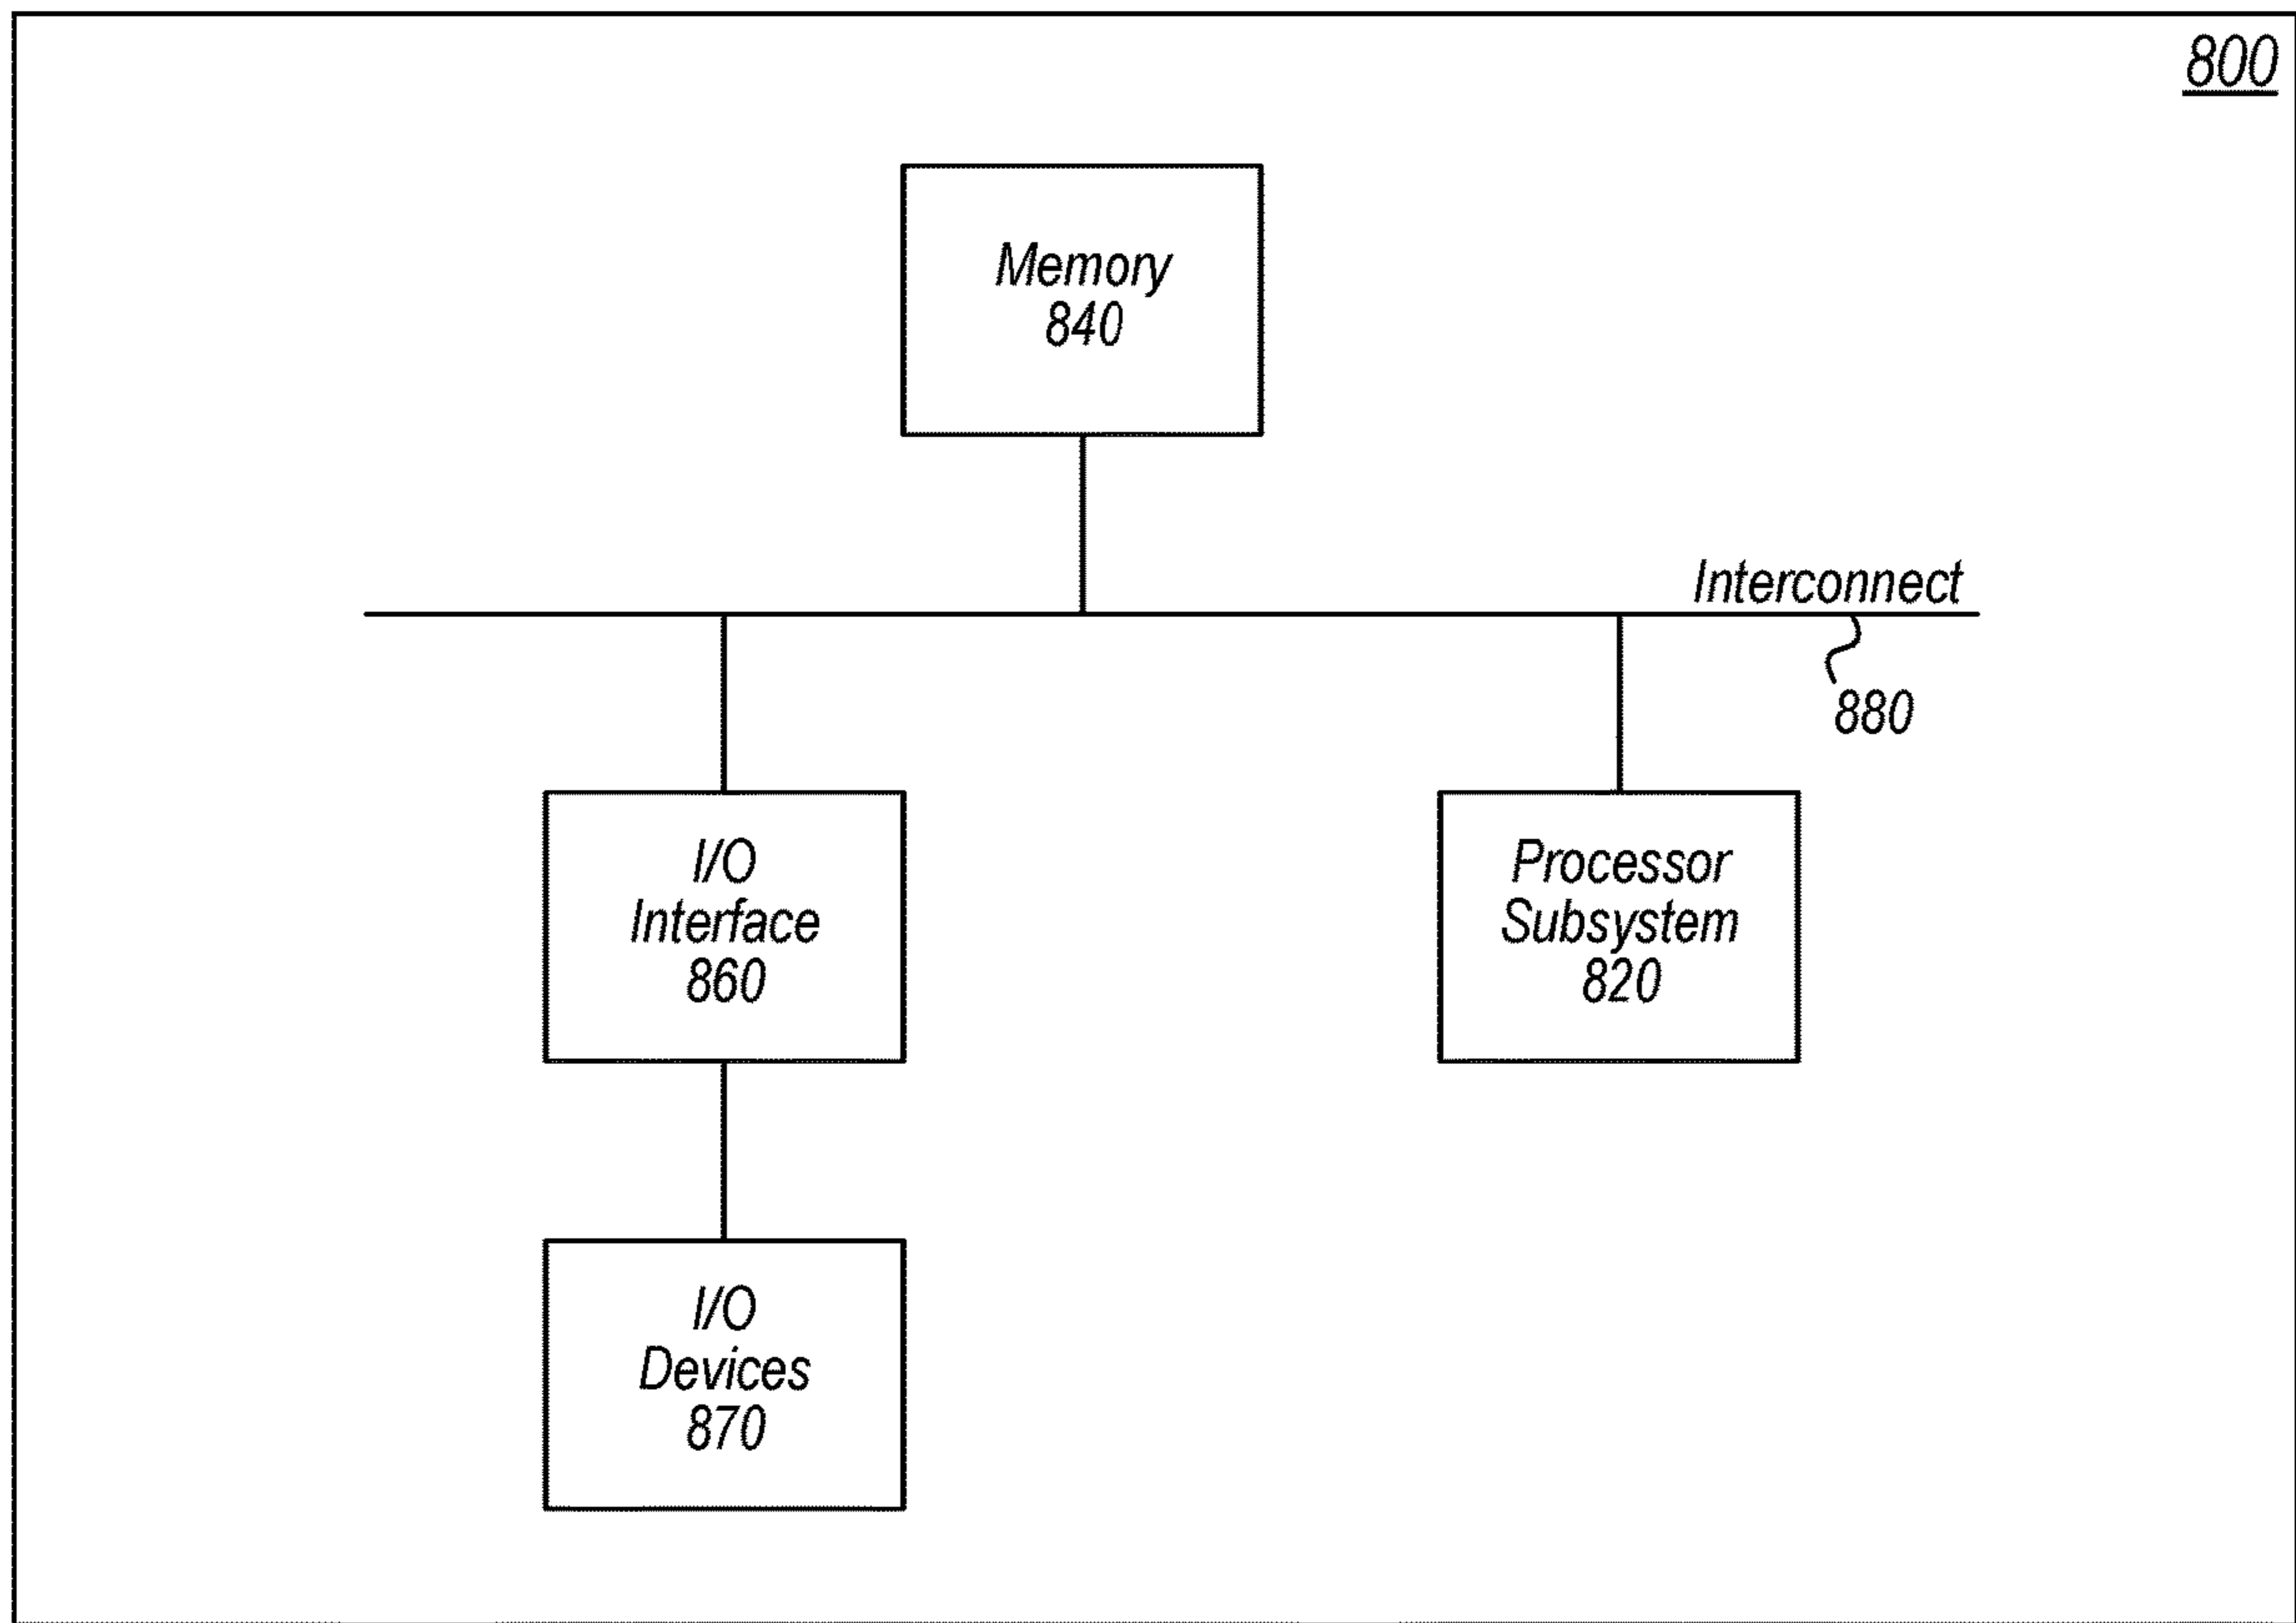 800
Memory
840
Interconnect
880
I/O
Interface
860
Processor
Subsystem
820
I/O
Devices
870